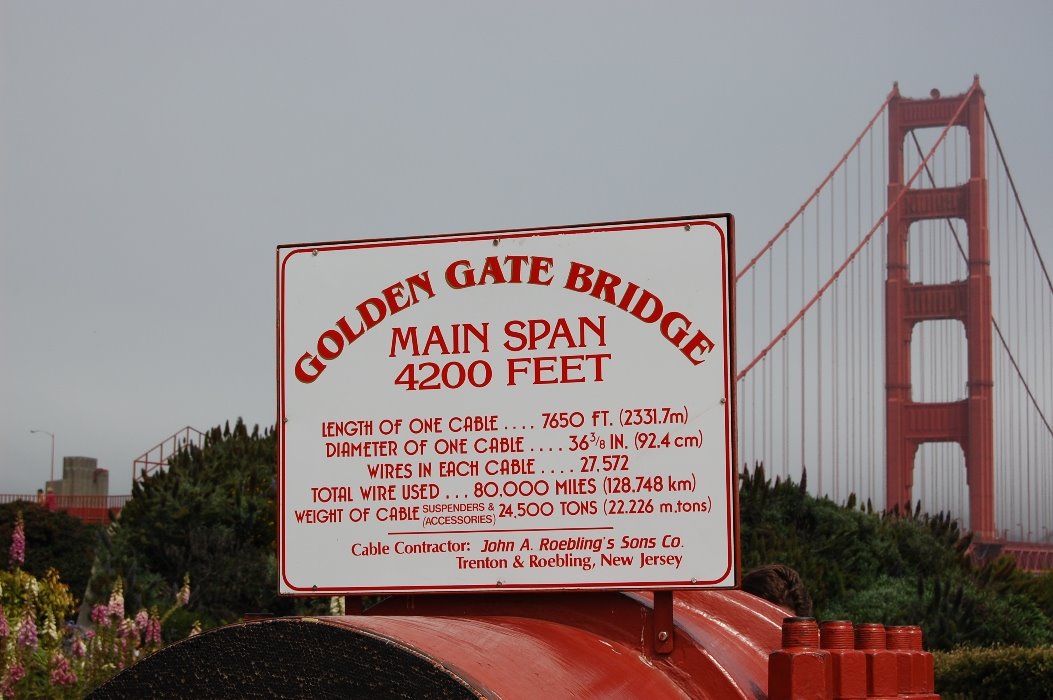 GOLDEN GATE BRIDGE
MAIN SPAN
4200 FEET
LENGTH OF ONE CABLE .... 7650 FT. (2331.7m)
DIAMETER OF ONE CABLE .... 36 3/8 IN. (92.4 cm)
WIRES IN EACH CABLE .... 27,572
TOTAL WIRE USED ... 80,000 MILES (128,748 km)
WEIGHT OF CABLE SUSPENDERS & (ACCESSORIES) 24,500 TONS (22,226 m.tons)
Cable Contractor: John A. Roebling's Sons Co.
Trenton & Roebling, New Jersey